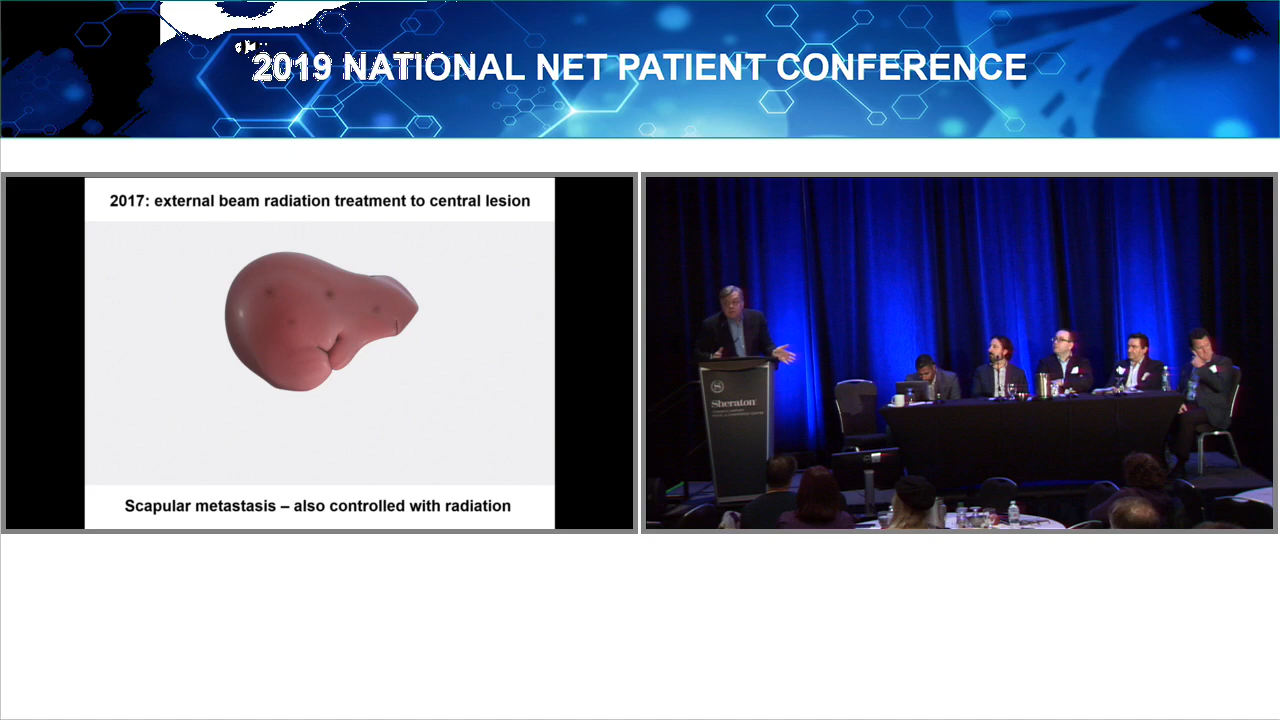 2019 NATIONAL NET PATIENT CONFERENCE
2017: external beam radiation treatment to central lesion
Scapular metastasis – also controlled with radiation
Sheraton